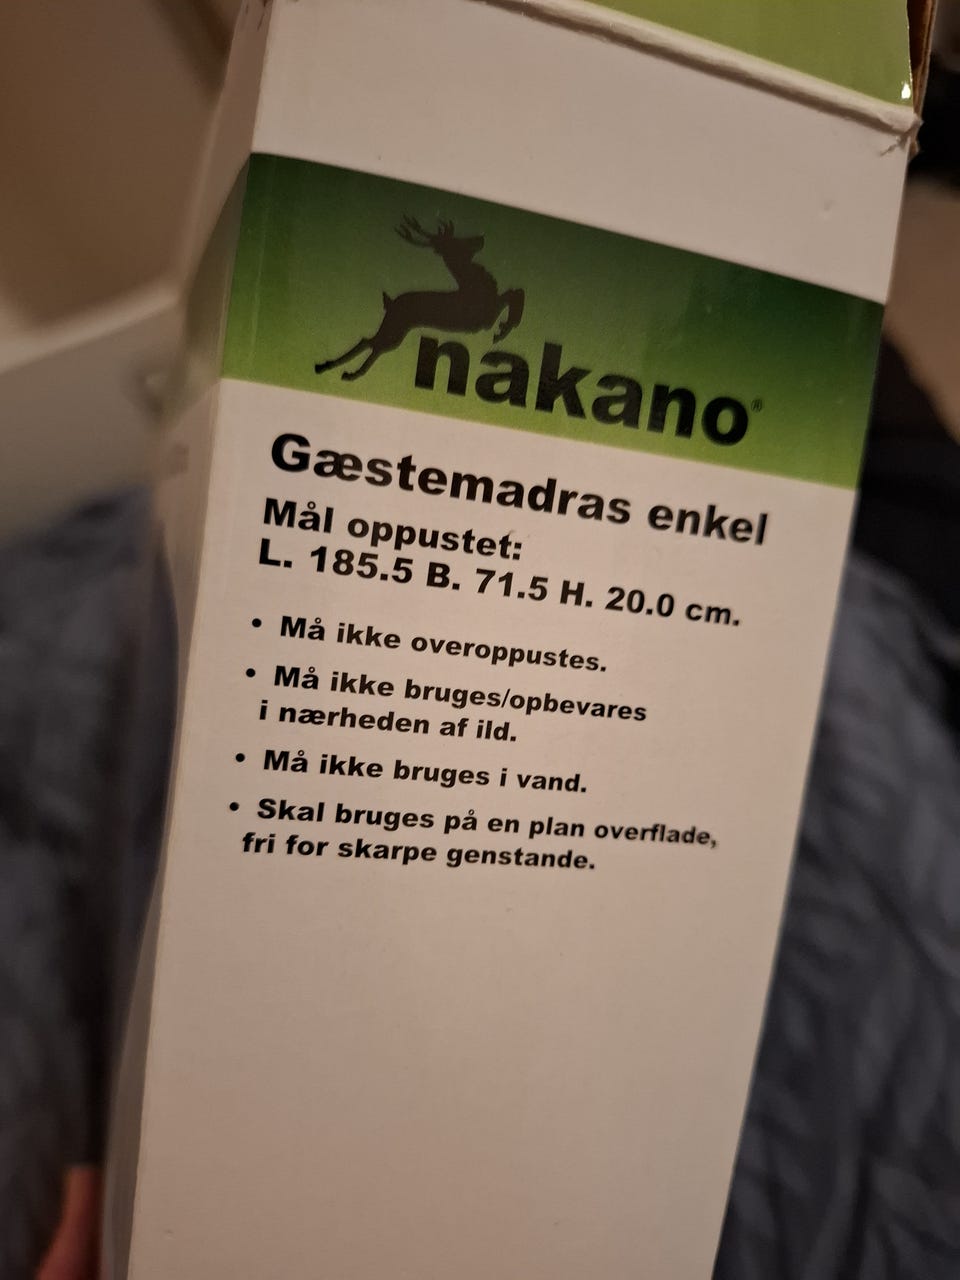 nakano®
Gæstemadras enkel
Mål oppustet:
L. 185.5 B. 71.5 H. 20.0 cm.
• Må ikke overoppustes.
• Må ikke bruges/opbevares
i nærheden af ild.
• Må ikke bruges i vand.
• Skal bruges på en plan overflade,
fri for skarpe genstande.